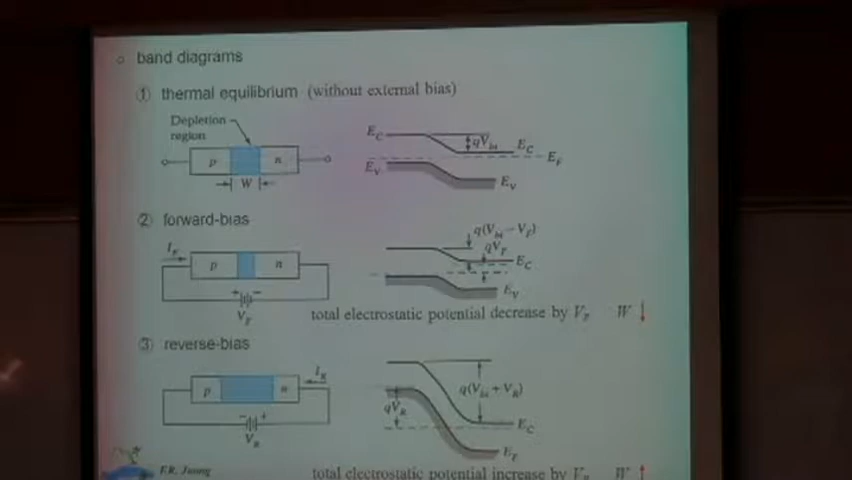 band diagrams
① thermal equilibrium (without external bias)
Depletion
region
p n
W
E_C
qV_bi
E_C
E_F
E_V
E_V
② forward-bias
I_F
p n
+ −
V_F
q(V_bi − V_F)
qV_F
E_C
E_V
total electrostatic potential decrease by V_F W ↓
③ reverse-bias
I_R
p n
− +
V_R
q(V_bi + V_R)
qV_R
E_C
total electrostatic potential increase by V_R W ↑